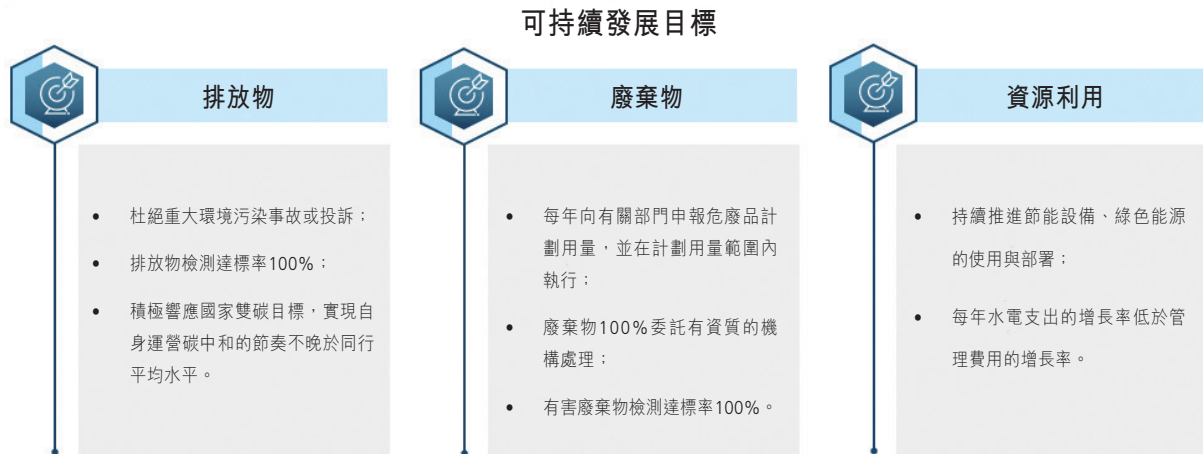 可持續發展目標
排放物
• 杜絕重大環境污染事故或投訴；
• 排放物檢測達標率100%；
• 積極響應國家雙碳目標，實現自
身運營碳中和的節奏不晚於同行
平均水平。
廢棄物
• 每年向有關部門申報危廢品計
劃用量，並在計劃用量範圍內
執行；
• 廢棄物100%委託有資質的機
構處理；
• 有害廢棄物檢測達標率100%。
資源利用
• 持續推進節能設備、綠色能源
的使用與部署；
• 每年水電支出的增長率低於管
理費用的增長率。